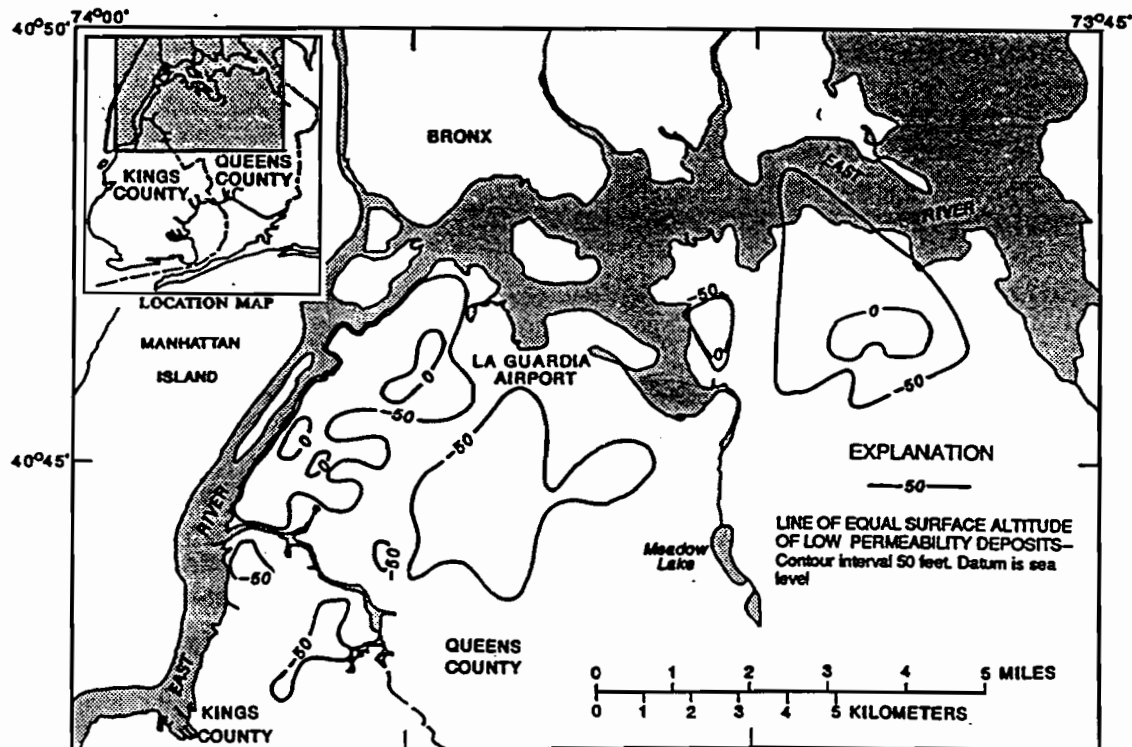 74°00'
73°45'
40°50'
KINGS
COUNTY
QUEENS
COUNTY
LOCATION MAP
BRONX
EAST
RIVER
MANHATTAN
ISLAND
LA GUARDIA
AIRPORT
-50
0
0
-50
0
-50
0
-50
0
0
-50
40°45'
RIVER
EXPLANATION
50
LINE OF EQUAL SURFACE ALTITUDE
OF LOW PERMEABILITY DEPOSITS–
Contour interval 50 feet. Datum is sea
level
Meadow
Lake
-50
-50
-50
QUEENS
COUNTY
EAST
KINGS
COUNTY
0 1 2 3 4 5 MILES
0 1 2 3 4 5 KILOMETERS